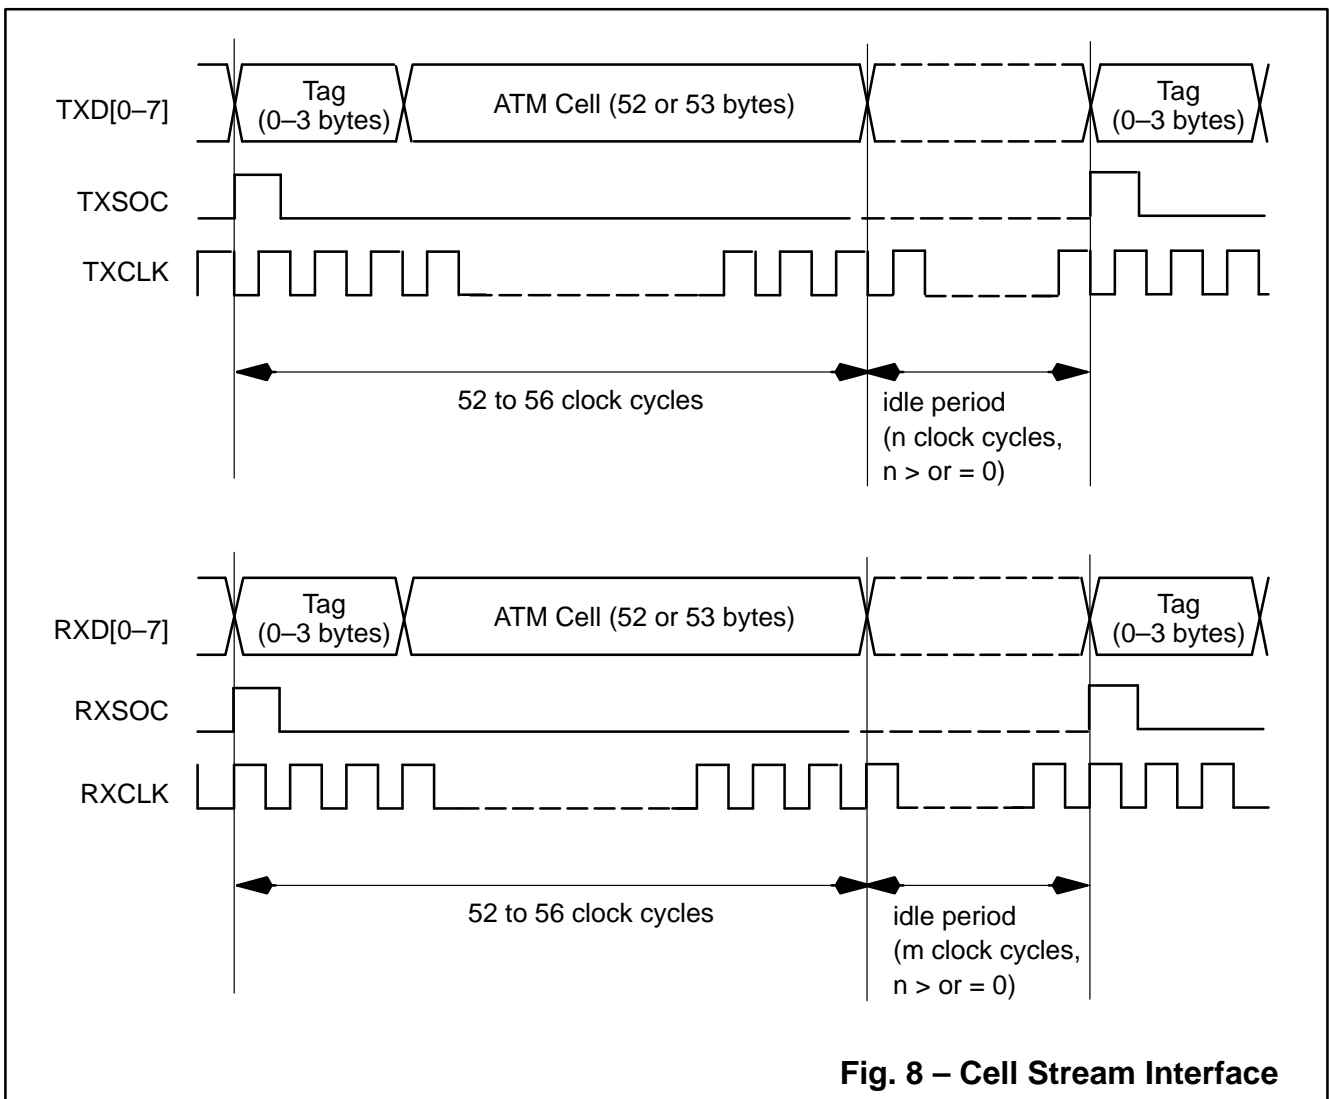 TXD[0–7]
Tag
(0–3 bytes)
ATM Cell (52 or 53 bytes)
Tag
(0–3 bytes)
TXSOC
TXCLK
52 to 56 clock cycles
idle period
(n clock cycles,
n > or = 0)
RXD[0–7]
Tag
(0–3 bytes)
ATM Cell (52 or 53 bytes)
Tag
(0–3 bytes)
RXSOC
RXCLK
52 to 56 clock cycles
idle period
(m clock cycles,
n > or = 0)
Fig. 8 – Cell Stream Interface